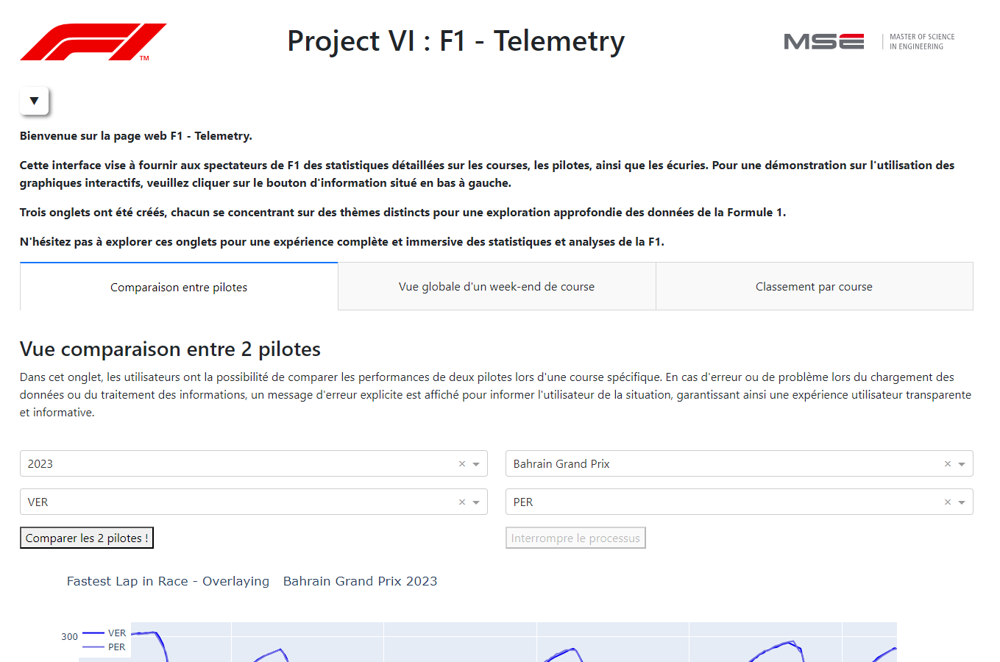 TM
Project VI : F1 - Telemetry
MSE
MASTER OF SCIENCE
IN ENGINEERING
▼
Bienvenue sur la page web F1 - Telemetry.
Cette interface vise à fournir aux spectateurs de F1 des statistiques détaillées sur les courses, les pilotes, ainsi que les écuries. Pour une démonstration sur l'utilisation des
graphiques interactifs, veuillez cliquer sur le bouton d'information situé en bas à gauche.
Trois onglets ont été créés, chacun se concentrant sur des thèmes distincts pour une exploration approfondie des données de la Formule 1.
N'hésitez pas à explorer ces onglets pour une expérience complète et immersive des statistiques et analyses de la F1.
Comparaison entre pilotes
Vue globale d'un week-end de course
Classement par course
Vue comparaison entre 2 pilotes
Dans cet onglet, les utilisateurs ont la possibilité de comparer les performances de deux pilotes lors d'une course spécifique. En cas d'erreur ou de problème lors du chargement des
données ou du traitement des informations, un message d'erreur explicite est affiché pour informer l'utilisateur de la situation, garantissant ainsi une expérience utilisateur transparente
et informative.
2023 ×
Bahrain Grand Prix ×
VER ×
PER ×
Comparer les 2 pilotes !
Interrompre le processus
Fastest Lap in Race - Overlaying Bahrain Grand Prix 2023
300
VER
PER